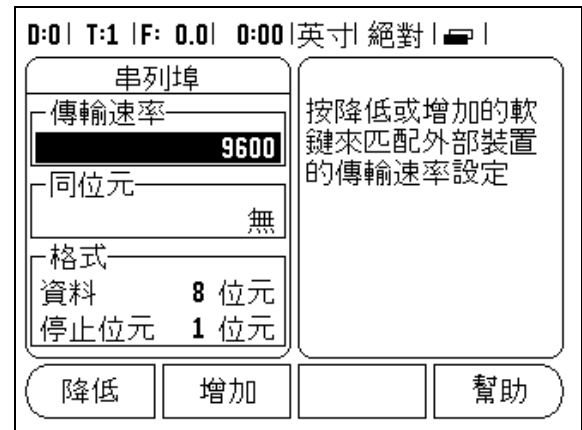 D:0 | T:1 | F: 0.0 | 0:00 | 英寸 | 絕對 |
串列埠
傳輸速率
9600
同位元
無
格式
資料 8 位元
停止位元 1 位元
按降低或增加的軟
鍵來匹配外部裝置
的傳輸速率設定
降低 增加 幫助